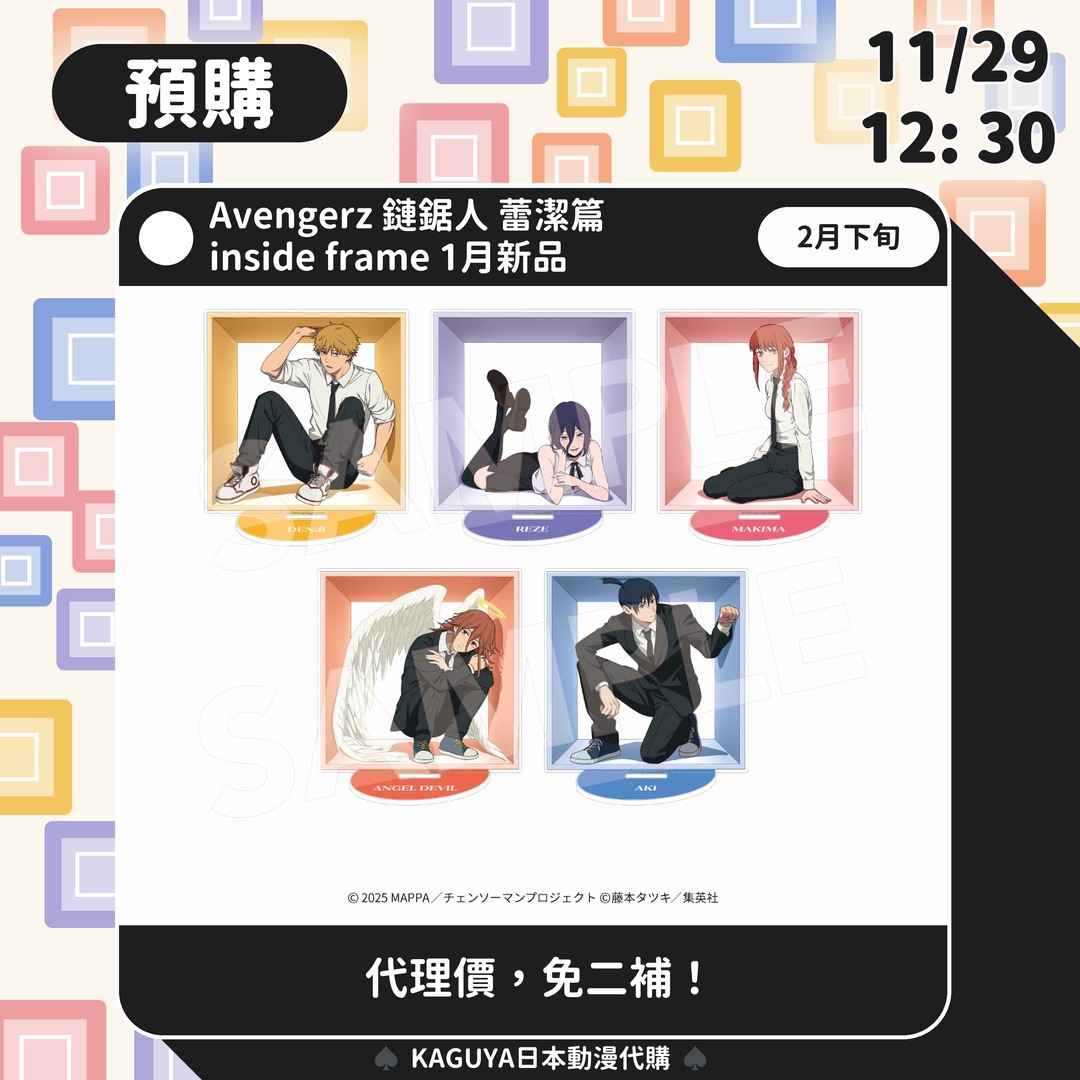 預購
11/29
12: 30
Avengerz 鏈鋸人 蕾潔篇
inside frame 1月新品
2月下旬
DENJI
REZE
MAKIMA
SAMPLE
ANGEL DEVIL
AKI
SAMPLE
© 2025 MAPPA／チェンソーマンプロジェクト ©藤本タツキ／集英社
代理價，免二補！
♠ KAGUYA日本動漫代購 ♠